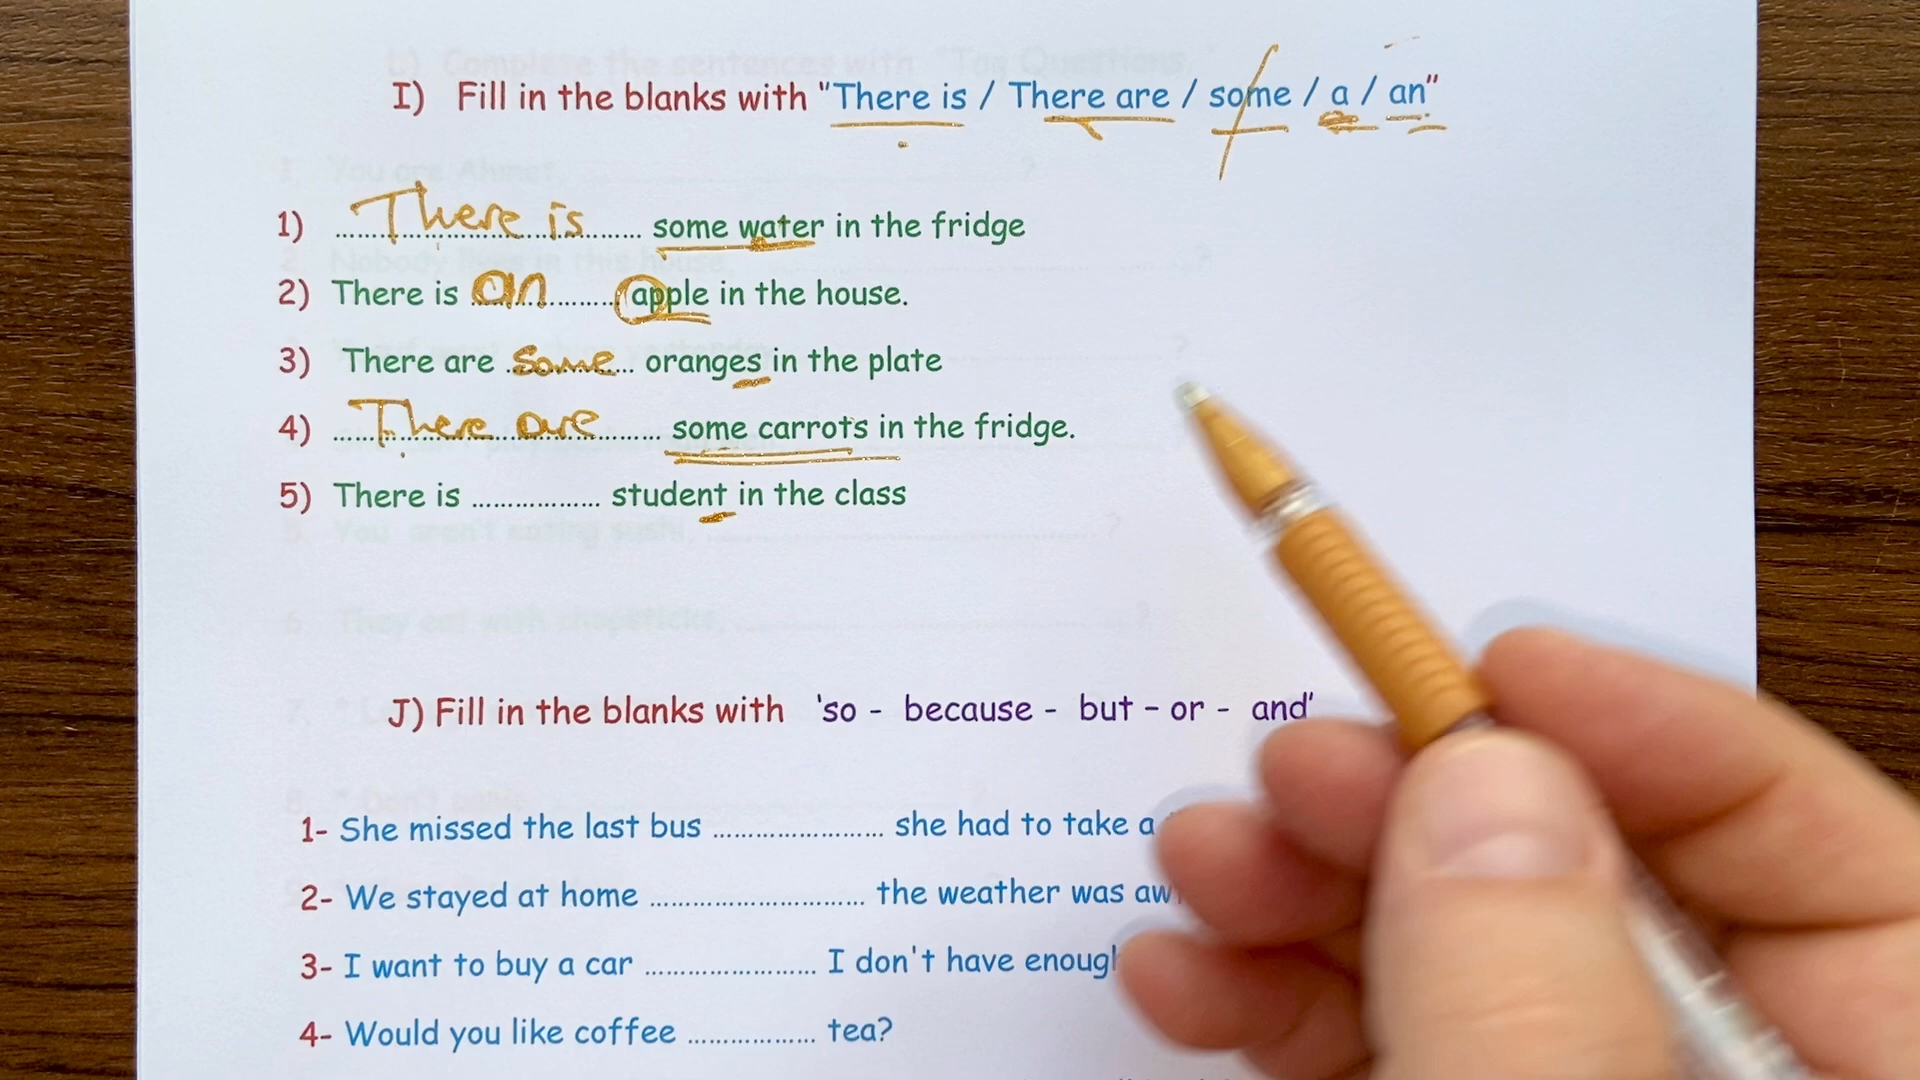 I) Fill in the blanks with "There is / There are / some / a / an"
1) There is some water in the fridge
2) There is an apple in the house.
3) There are some oranges in the plate
4) There are some carrots in the fridge.
5) There is ................ student in the class
J) Fill in the blanks with 'so - because - but - or - and'
1- She missed the last bus ........................ she had to take a
2- We stayed at home .............................. the weather was
3- I want to buy a car ........................ I don't have
4- Would you like coffee .................. tea?